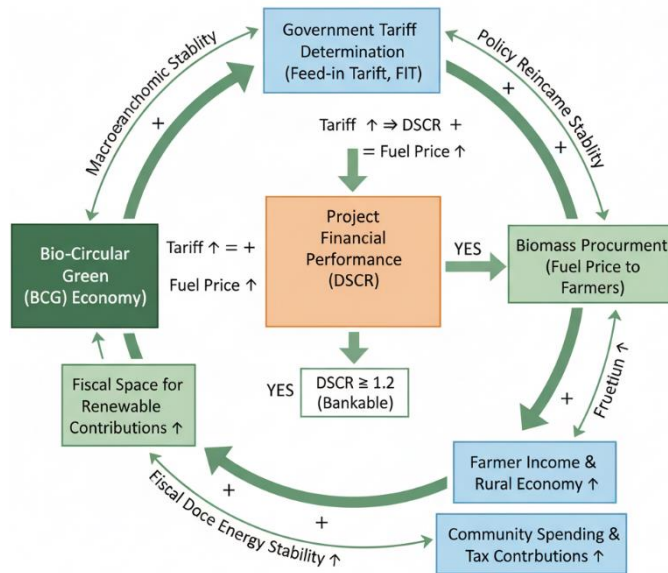 Government Tariff
Determination
(Feed-in Tarift, FIT)
Macroeanchomic Stablity
Policy Reincame Stablity
+
+
+
Tariff ↑ ⇒ DSCR +
= Fuel Price ↑
Bio-Circular
Green
(BCG) Economy)
Tariff ↑ = +
Fuel Price ↑
Project
Financial
Performance
(DSCR)
YES
Biomass Procurment
(Fuel Price to
Farmers)
YES
DSCR ≥ 1.2
(Bankable)
Fiscal Space for
Renewable
Contributions ↑
Fruetiun ↑
+
Farmer Income &
Rural Economy ↑
+
+
Fiscal Doce Energy Stability ↑
Community Spending &
Tax Contrbutions ↑